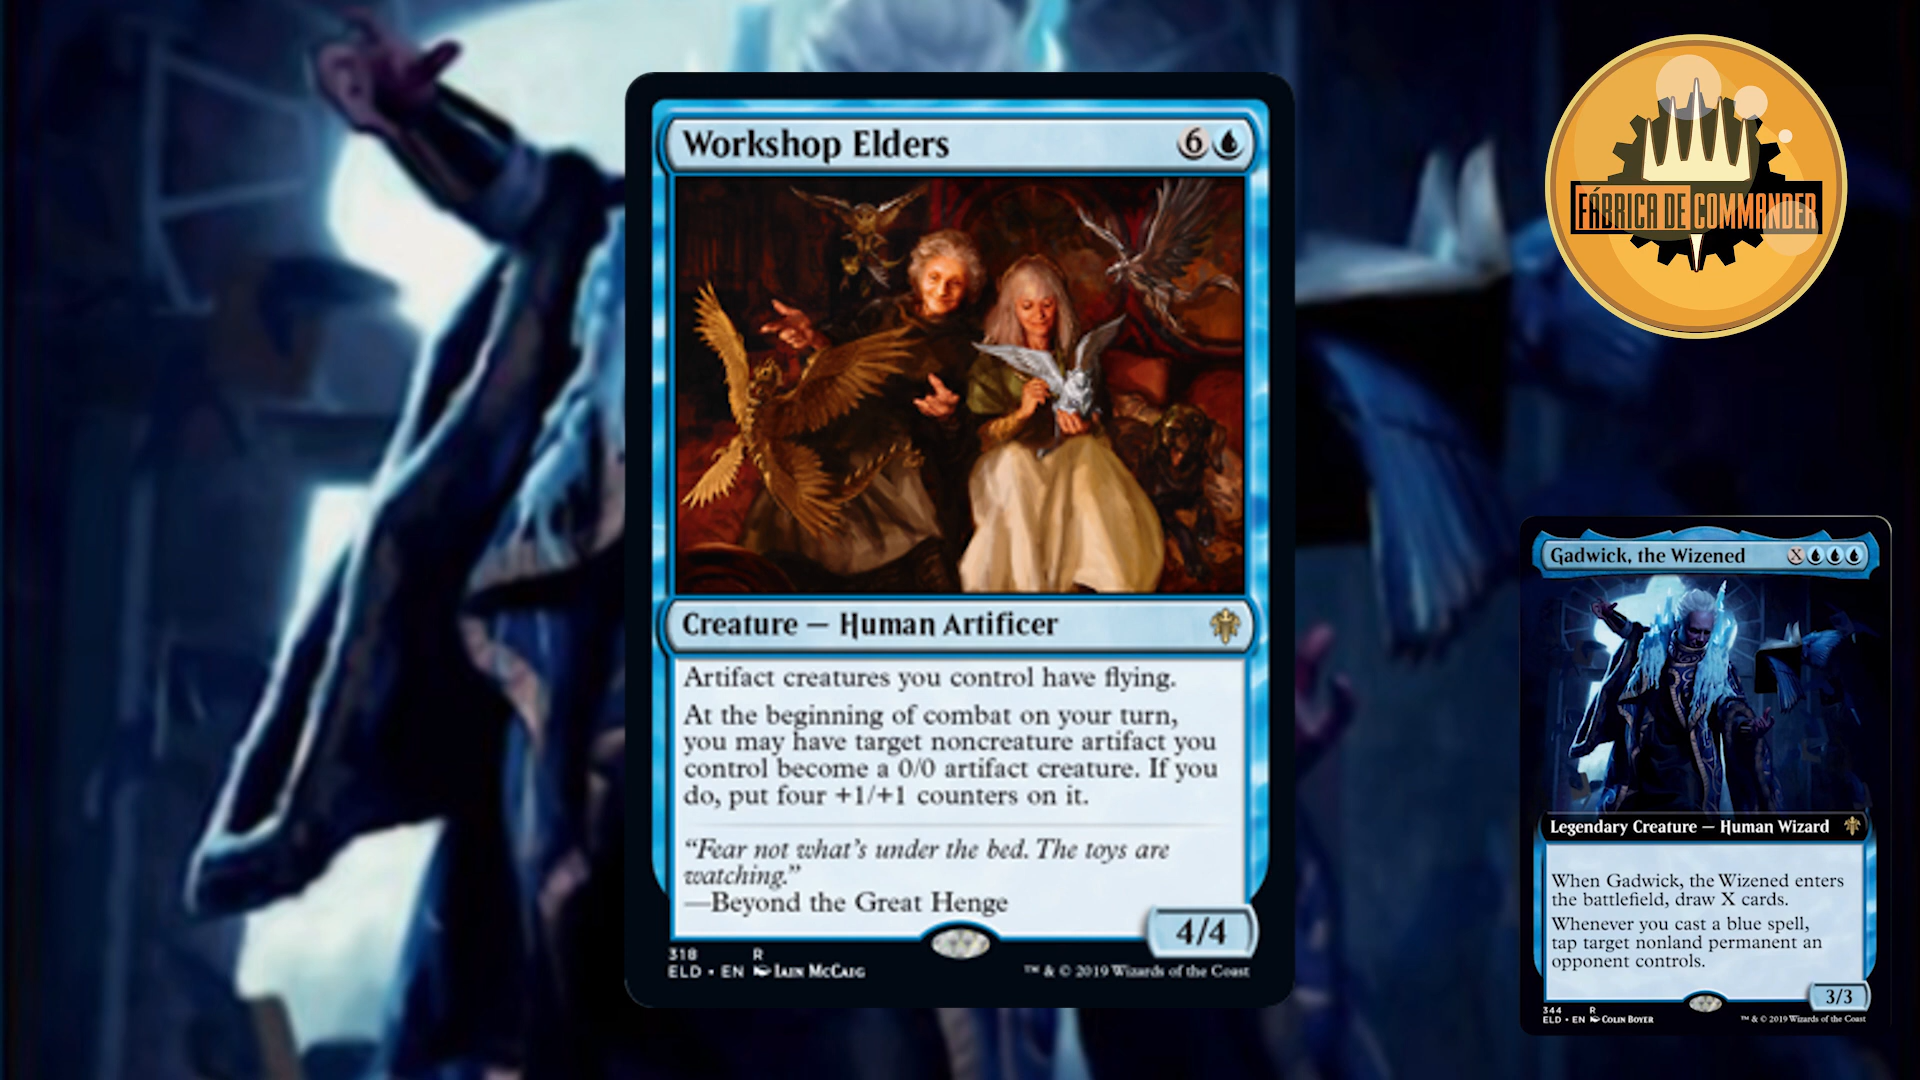 Workshop Elders
6
Creature — Human Artificer
Artifact creatures you control have flying.
At the beginning of combat on your turn,
you may have target noncreature artifact you
control become a 0/0 artifact creature. If you
do, put four +1/+1 counters on it.
“Fear not what’s under the bed. The toys are
watching.”
—Beyond the Great Henge
4/4
318 R
ELD • EN Iain McCaig
™ & © 2019 Wizards of the Coast
FÁBRICA DE COMMANDER
Gadwick, the Wizened
X
Legendary Creature — Human Wizard
When Gadwick, the Wizened enters
the battlefield, draw X cards.
Whenever you cast a blue spell,
tap target nonland permanent an
opponent controls.
3/3
344 R
ELD • EN Colin Boyer
™ & © 2019 Wizards of the Coast